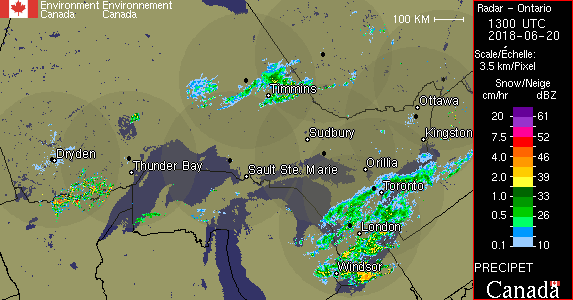 Environment Environnement
Canada Canada
100 KM
Timmins
Ottawa
Sudbury
Kingston
Dryden
Thunder Bay
Sault Ste. Marie
Orillia
Toronto
London
Windsor
Radar - Ontario
1300 UTC
2018-06-20
Scale/Échelle:
3.5 km/Pixel
Snow/Neige
cm/hr dBZ
20 61
7.5 52
4.0 46
2.0 39
1.0 33
0.5 26
0.1 10
PRECIPET
Canada